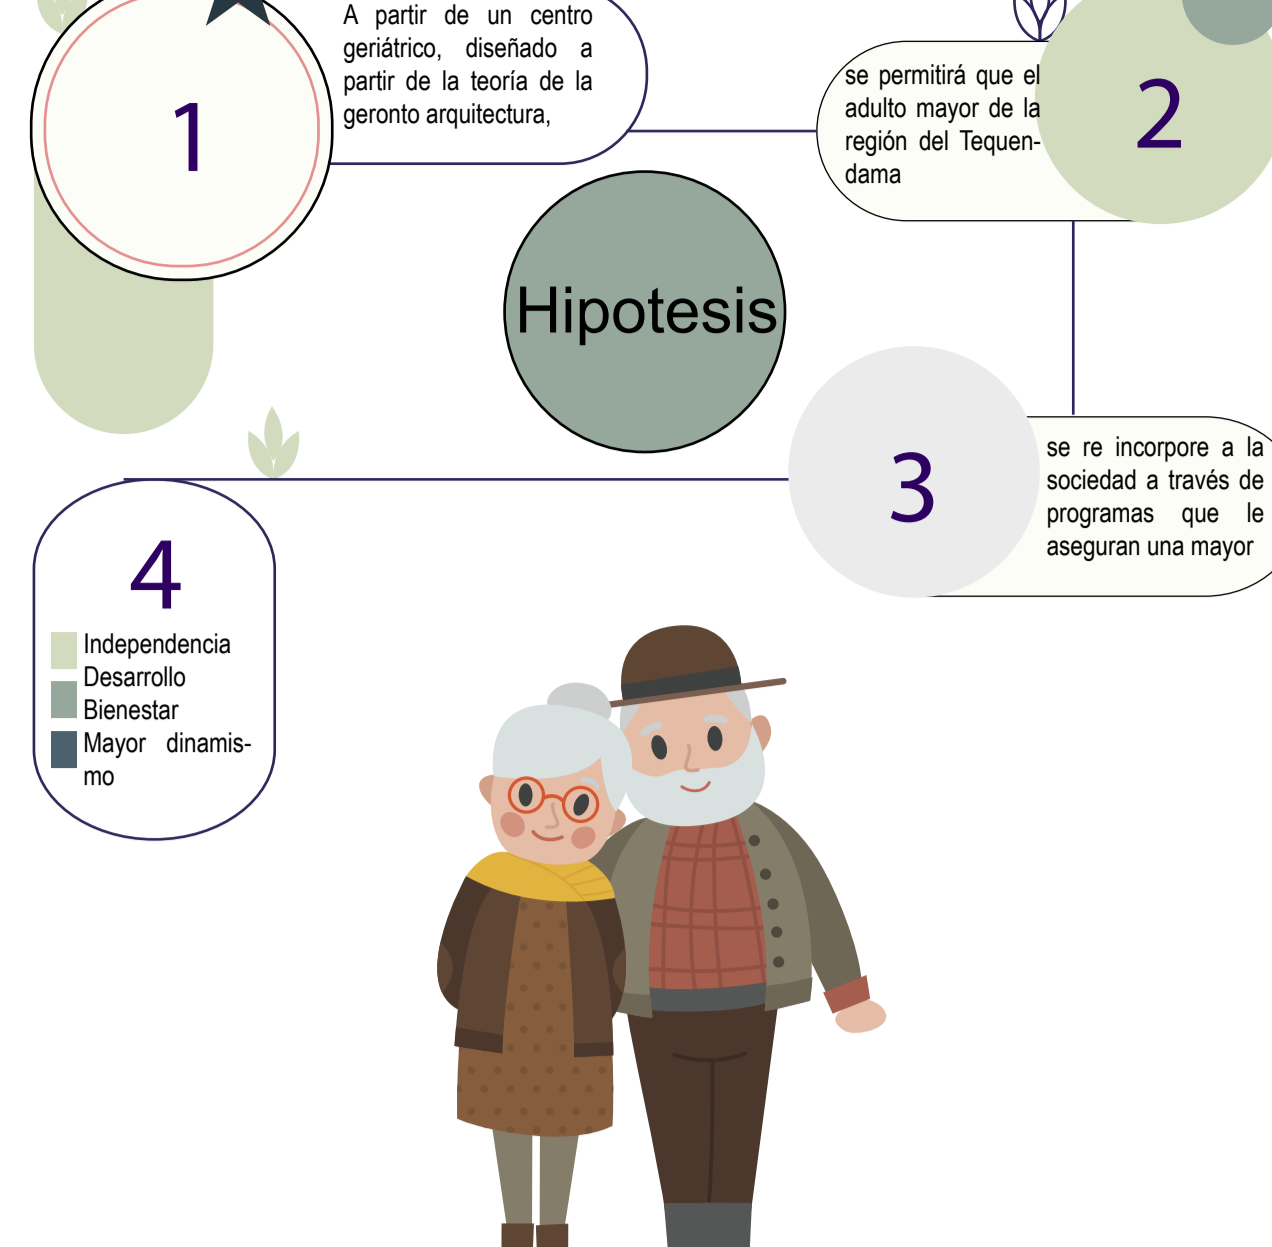 1
A partir de un centro
geriátrico, diseñado a
partir de la teoría de la
geronto arquitectura,
se permitirá que el
adulto mayor de la
región del Tequen-
dama
2
Hipotesis
3
se re incorpore a la
sociedad a través de
programas que le
aseguran una mayor
4
Independencia
Desarrollo
Bienestar
Mayor dinamis-
mo